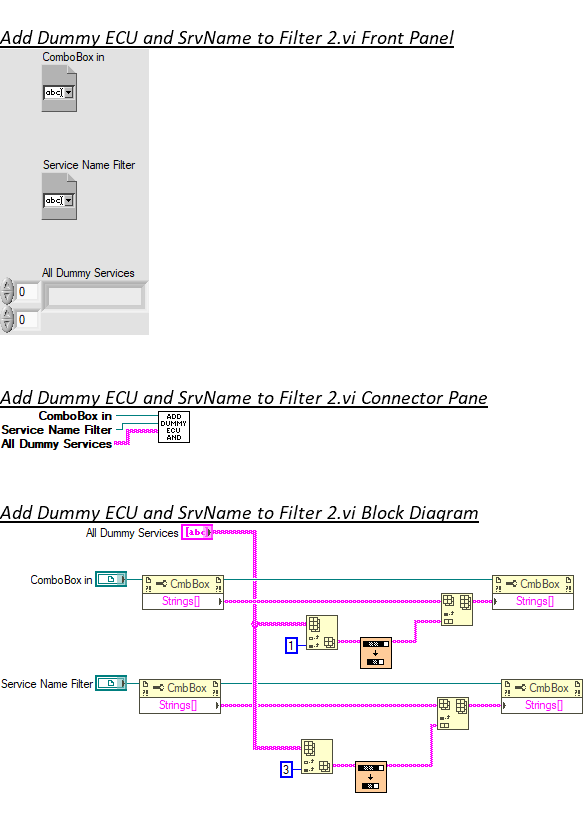 Add Dummy ECU and SrvName to Filter 2.vi Front Panel
ComboBox in
abc
Service Name Filter
abc
All Dummy Services
0
0
Add Dummy ECU and SrvName to Filter 2.vi Connector Pane
ComboBox in
Service Name Filter
All Dummy Services
ADD
DUMMY
ECU
AND
Add Dummy ECU and SrvName to Filter 2.vi Block Diagram
All Dummy Services [abc]
ComboBox in
CmbBox
Strings[]
CmbBox
Strings[]
1
Service Name Filter
CmbBox
Strings[]
CmbBox
Strings[]
3